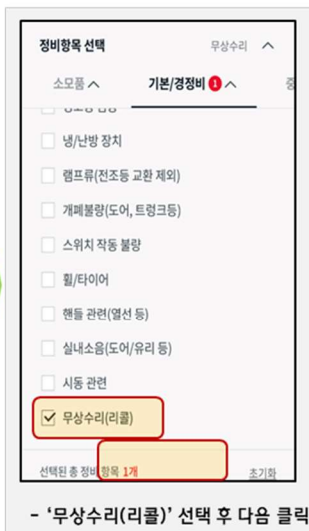 정비항목 선택 무상수리
소모품 기본/경정비 1 중
냉/난방 장치
램프류(전조등 교환 제외)
개폐불량(도어, 트렁크등)
스위치 작동 불량
휠/타이어
핸들 관련(열선 등)
실내소음(도어/유리 등)
시동 관련
무상수리(리콜)
선택된 총 정비 항목 1개 초기화
- ‘무상수리(리콜)’ 선택 후 다음 클릭